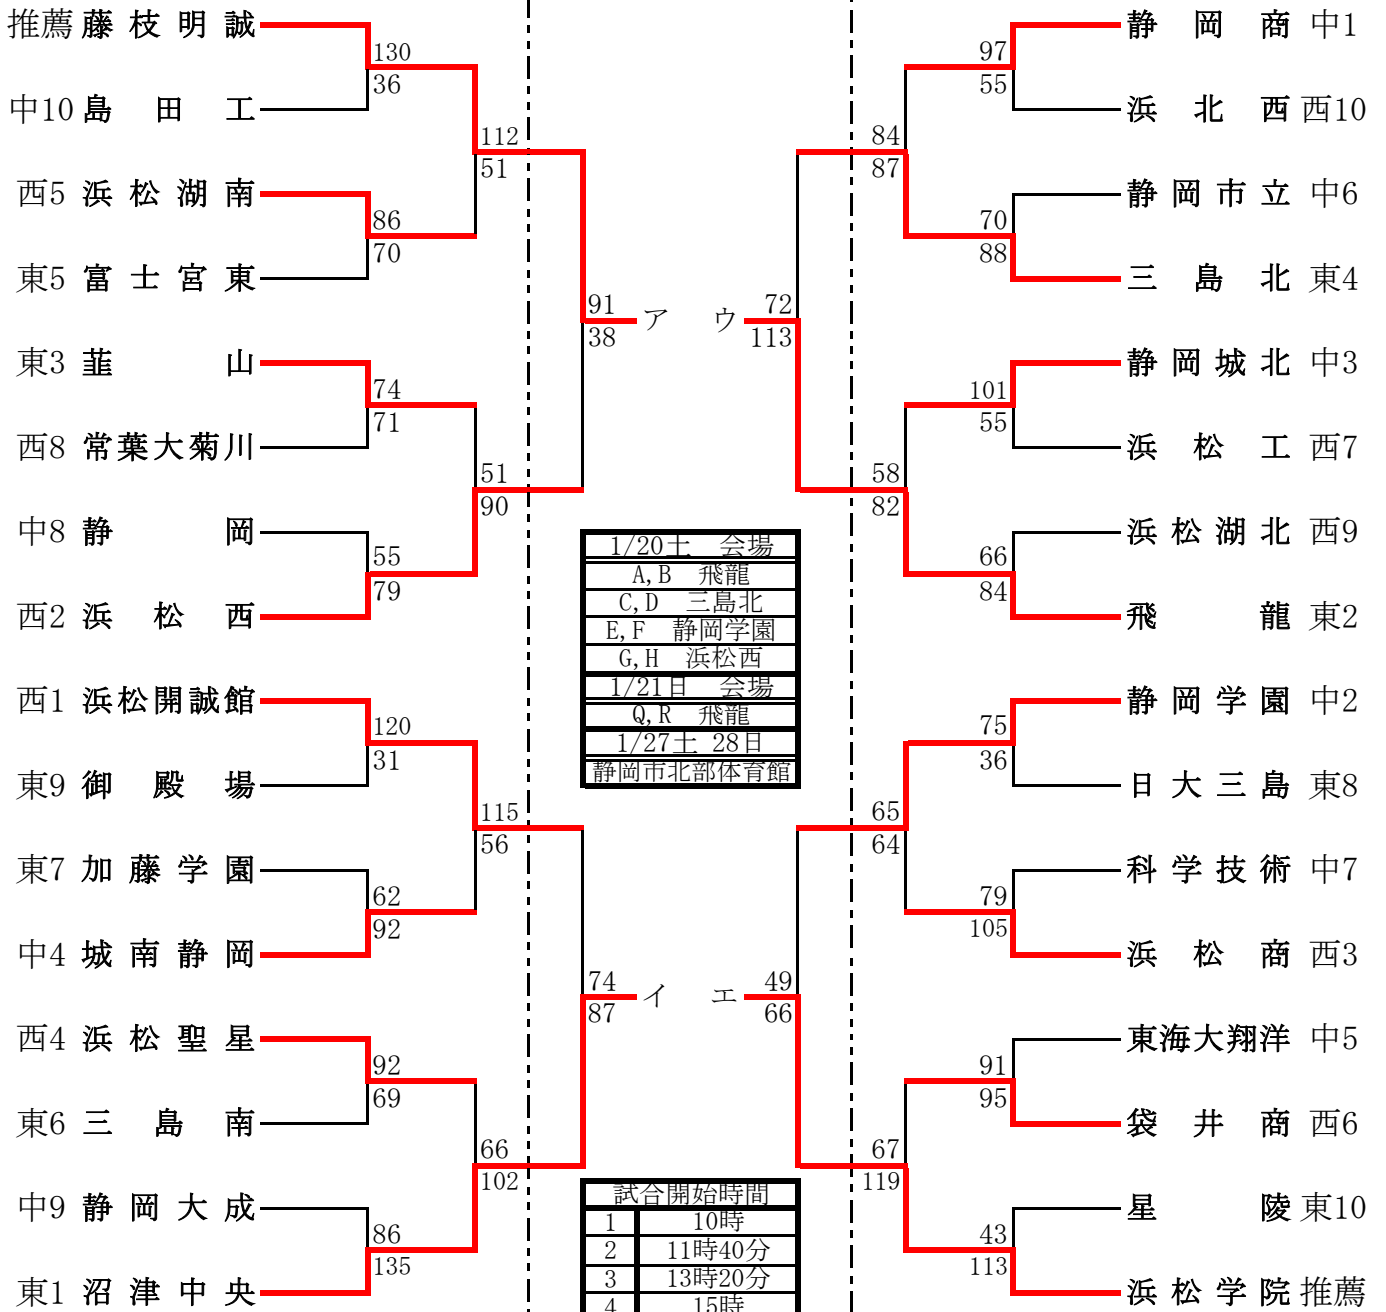 推薦 藤枝明誠
130
36
中10 島田工
112
51
西5 浜松湖南
86
70
東5 富士宮東
91
38
ア
東3 韮山
74
71
西8 常葉大菊川
51
90
中8 静岡
55
79
西2 浜松西
西1 浜松開誠館
120
31
東9 御殿場
115
56
東7 加藤学園
62
92
中4 城南静岡
74
87
イ
西4 浜松聖星
92
69
東6 三島南
66
102
中9 静岡大成
86
135
東1 沼津中央
静岡商 中1
97
55
浜北西 西10
84
87
静岡市立 中6
70
88
三島北 東4
ウ
72
113
静岡城北 中3
101
55
浜松工 西7
58
82
浜松湖北 西9
66
84
飛龍 東2
静岡学園 中2
75
36
日大三島 東8
65
64
科学技術 中7
79
105
浜松商 西3
エ
49
66
東海大翔洋 中5
91
95
袋井商 西6
67
119
星陵 東10
43
113
浜松学院 推薦
1/20土 会場
A,B 飛龍
C,D 三島北
E,F 静岡学園
G,H 浜松西
1/21日 会場
Q,R 飛龍
1/27土 28日
静岡市北部体育館
試合開始時間
1 10時
2 11時40分
3 13時20分
4 15時